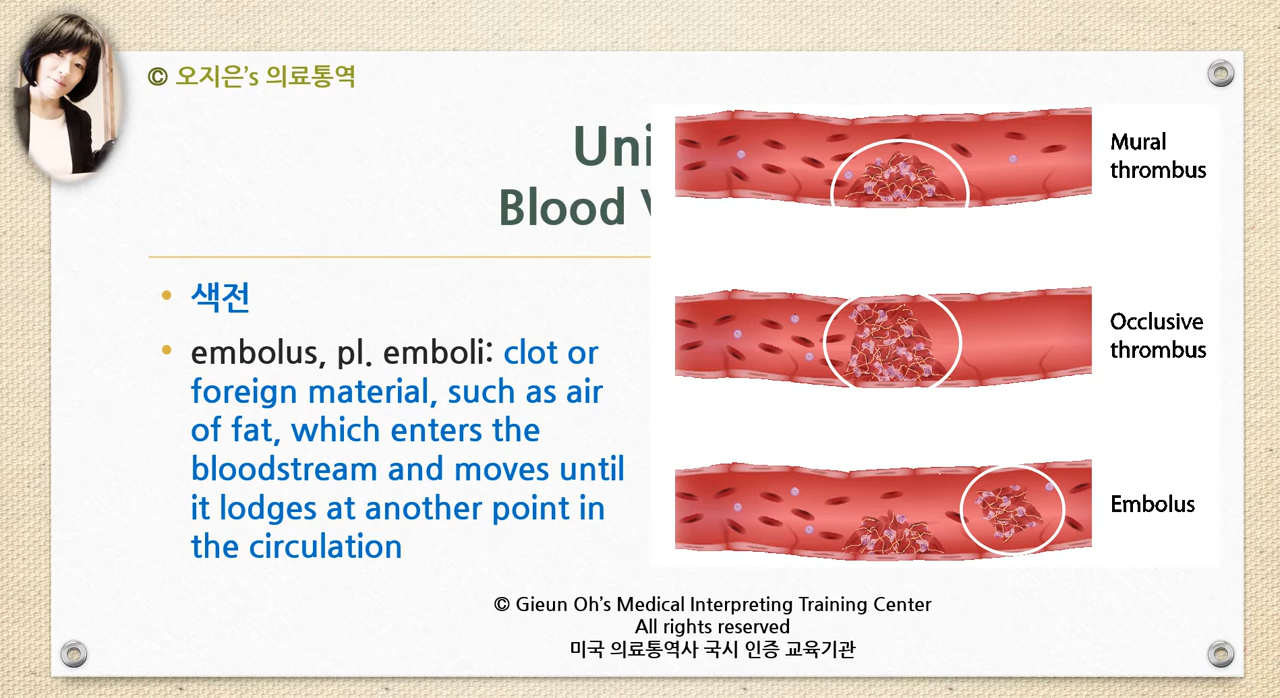 © 오지은’s 의료통역
Uni
Blood
• 색전
• embolus, pl. emboli: clot or
foreign material, such as air
of fat, which enters the
bloodstream and moves until
it lodges at another point in
the circulation
Mural
thrombus
Occlusive
thrombus
Embolus
© Gieun Oh’s Medical Interpreting Training Center
All rights reserved
미국 의료통역사 국시 인증 교육기관